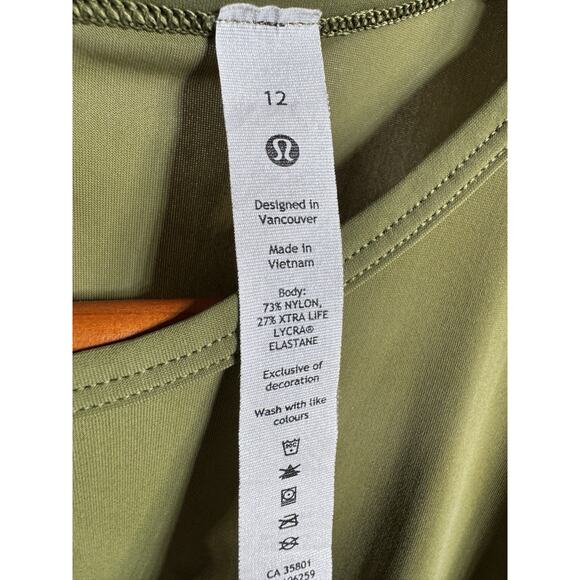 12
Designed in
Vancouver
Made in
Vietnam
Body:
73% NYLON,
27% XTRA LIFE
LYCRA®
ELASTANE
Exclusive of
decoration
Wash with like
colours
CA 35801